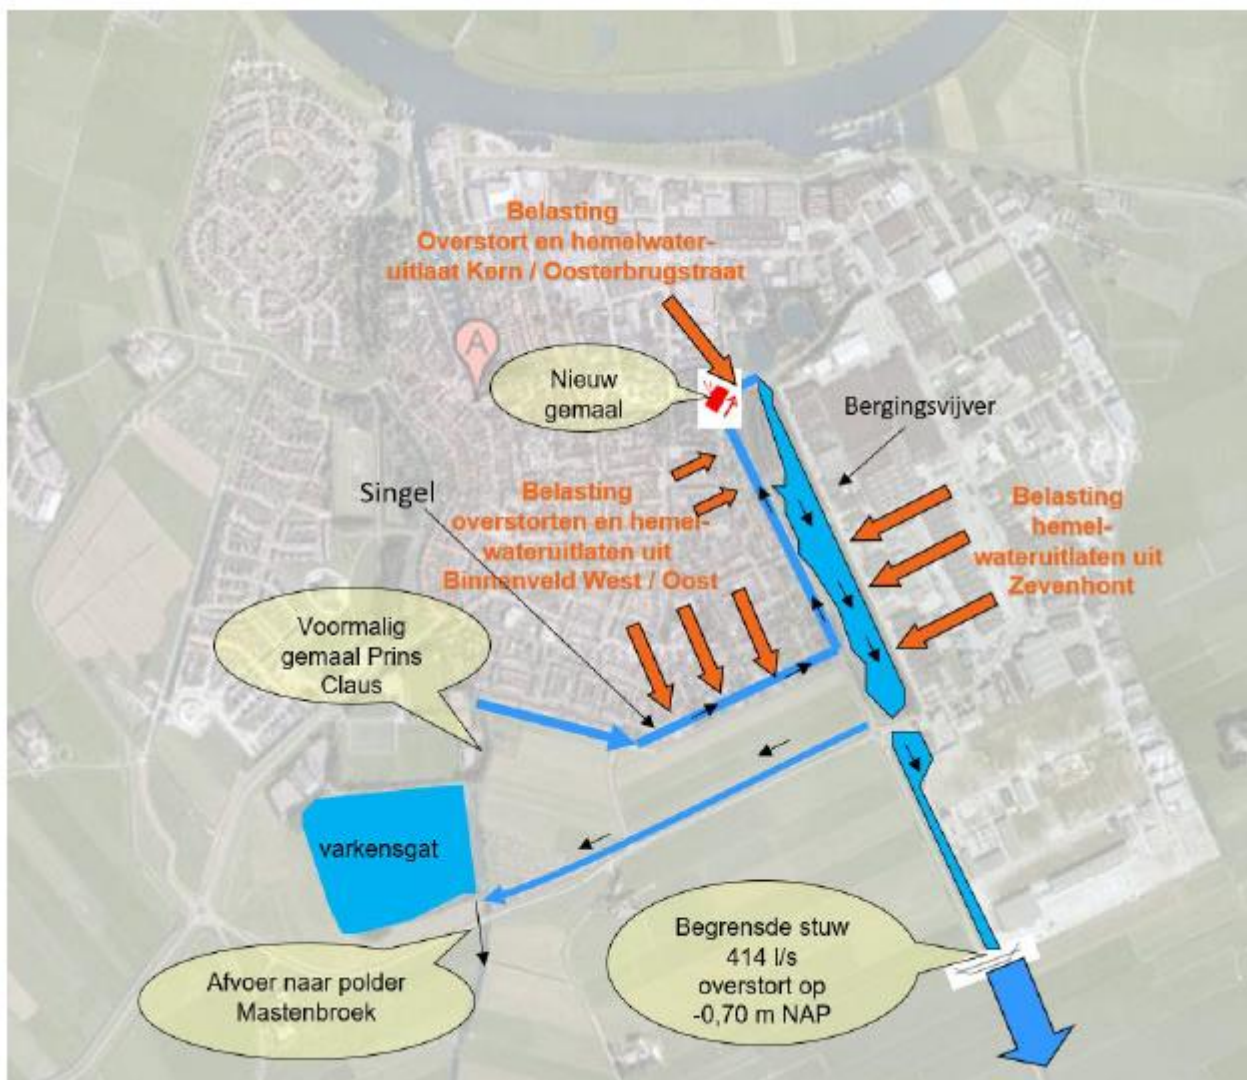 Belasting
Overstort en hemelwater-
uitlaat Kern / Oosterbrugstraat
A
Nieuw
gemaal
Bergingsvijver
Singel
Belasting
overstorten en hemel-
wateruitlaten uit
Binnenveld West / Oost
Belasting
hemel-
wateruitlaten uit
Zevenhont
Voormalig
gemaal Prins
Claus
varkensgat
Afvoer naar polder
Mastenbroek
Begrensde stuw
414 l/s
overstort op
-0,70 m NAP